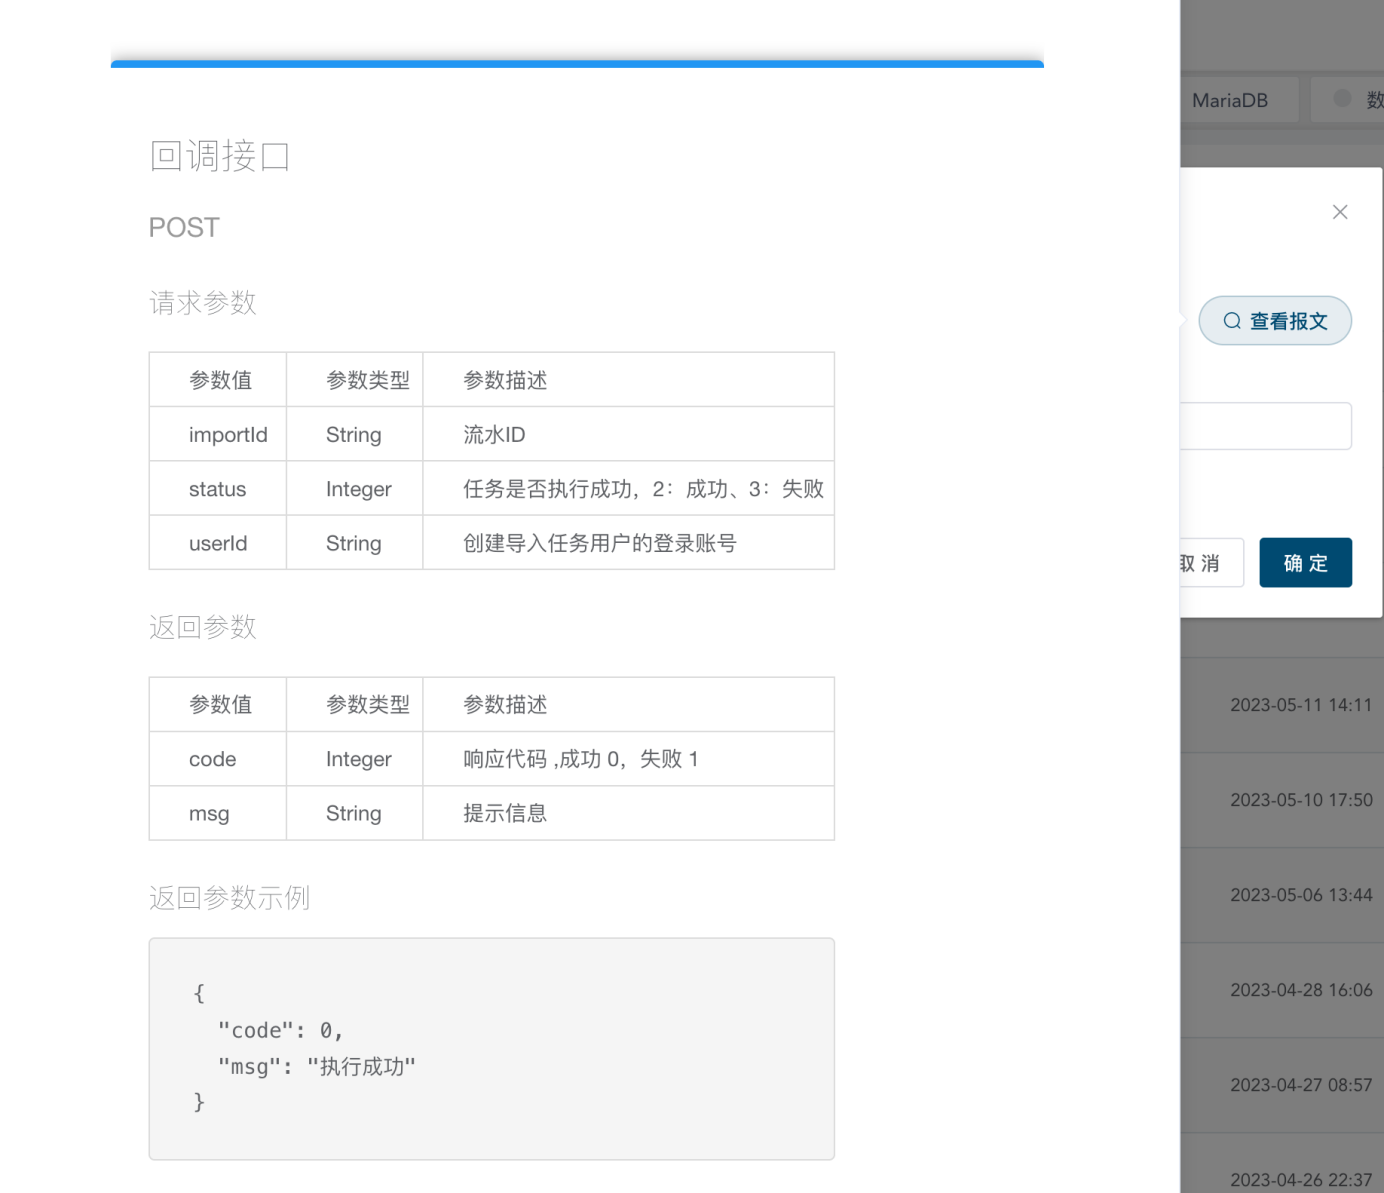 回调接口
POST
请求参数
参数值 参数类型 参数描述
importId String 流水ID
status Integer 任务是否执行成功，2：成功、3：失败
userId String 创建导入任务用户的登录账号
返回参数
参数值 参数类型 参数描述
code Integer 响应代码 ,成功 0，失败 1
msg String 提示信息
返回参数示例
{
"code": 0,
"msg": "执行成功"
}
MariaDB
数
查看报文
取 消
确 定
2023-05-11 14:11
2023-05-10 17:50
2023-05-06 13:44
2023-04-28 16:06
2023-04-27 08:57
2023-04-26 22:37